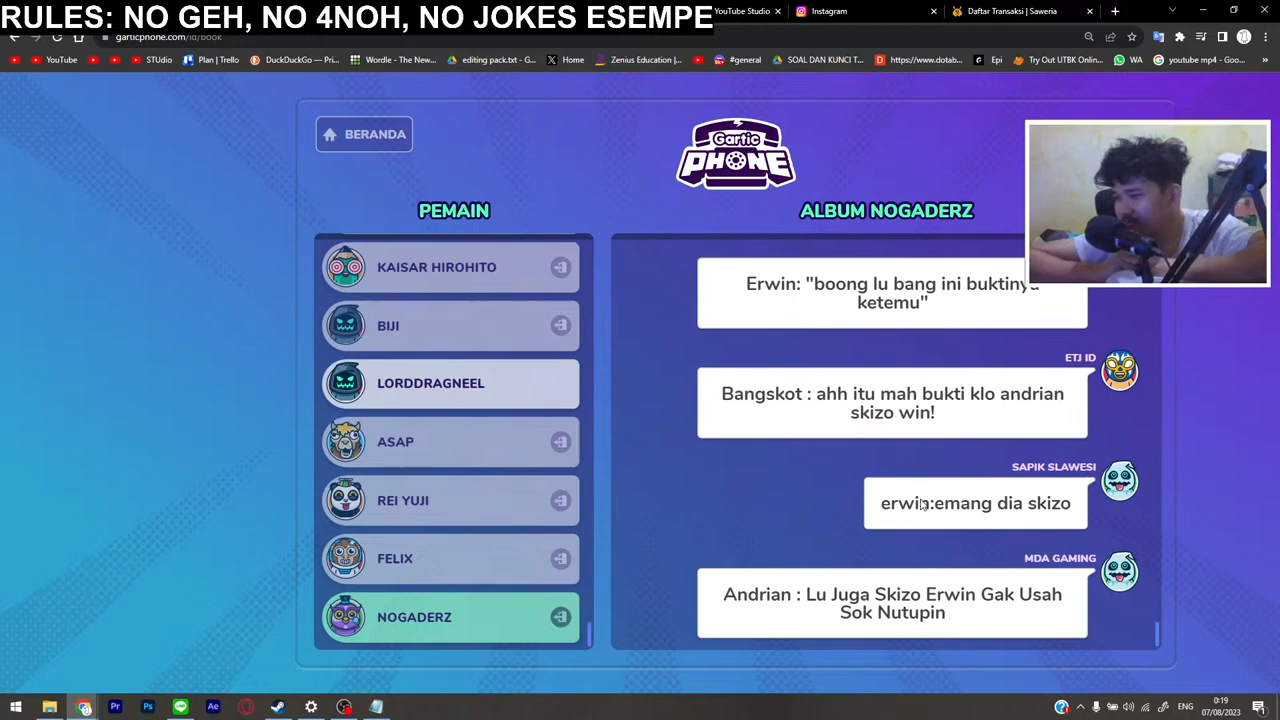 RULES: NO GEH, NO 4NOH, NO JOKES ESEMPE
YouTube Studio
Instagram
Daftar Transaksi | Saweria
garticphone.com/id/book
YouTube
STUdio
Plan | Trello
DuckDuckGo — Pri...
Wordle - The New...
editing pack.txt - G...
Home
Zenius Education |...
#general
SOAL DAN KUNCI T...
https://www.dotab...
Epi
Try Out UTBK Onlin...
WA
youtube mp4 - Goo...
BERANDA
Gartic
PHONE
PEMAIN
ALBUM NOGADERZ
KAISAR HIROHITO
BIJI
LORDDRAGNEEL
ASAP
REI YUJI
FELIX
NOGADERZ
Erwin: "boong lu bang ini buktinya
ketemu"
ETJ ID
Bangskot : ahh itu mah bukti klo andrian
skizo win!
SAPIK SLAWESI
erwin:emang dia skizo
MDA GAMING
Andrian : Lu Juga Skizo Erwin Gak Usah
Sok Nutupin
ENG
0:19
07/08/2023